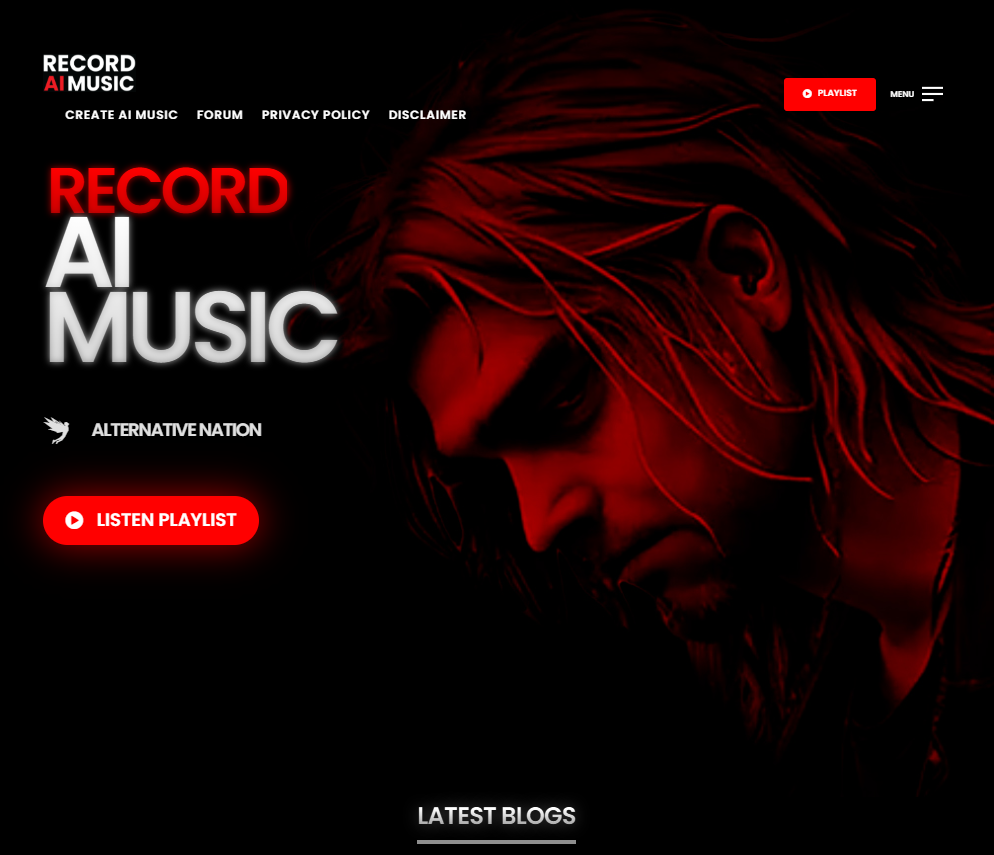 RECORD
AI MUSIC
PLAYLIST
MENU
CREATE AI MUSIC FORUM PRIVACY POLICY DISCLAIMER
RECORD
AI
MUSIC
ALTERNATIVE NATION
LISTEN PLAYLIST
LATEST BLOGS